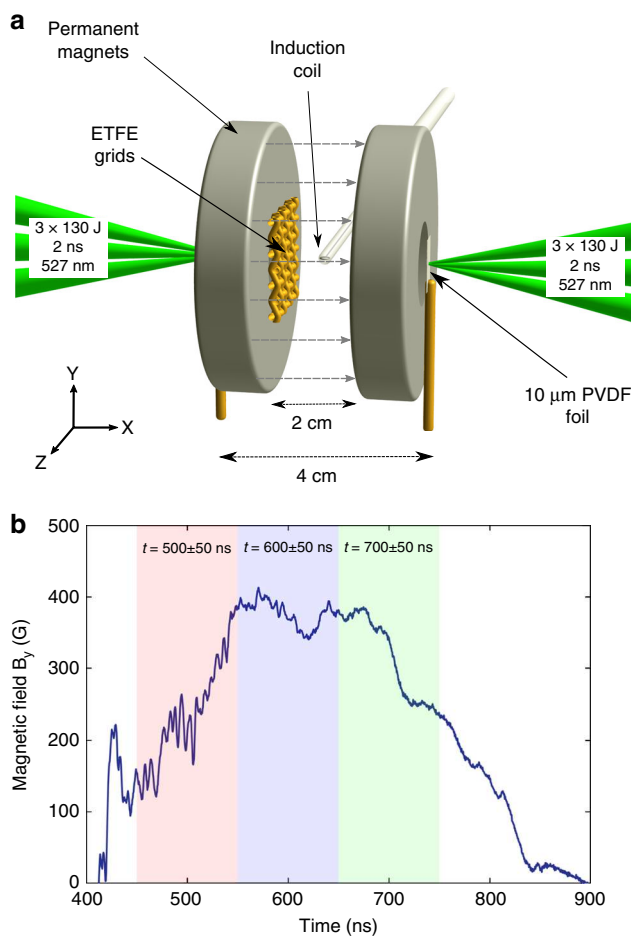 a
Permanent
magnets
Induction
coil
ETFE
grids
3 × 130 J
2 ns
527 nm
3 × 130 J
2 ns
527 nm
Y
X
Z
10 μm PVDF
foil
2 cm
4 cm
b
500
400
300
200
100
0
Magnetic field B_y (G)
t = 500±50 ns
t = 600±50 ns
t = 700±50 ns
400
500
600
700
800
900
Time (ns)